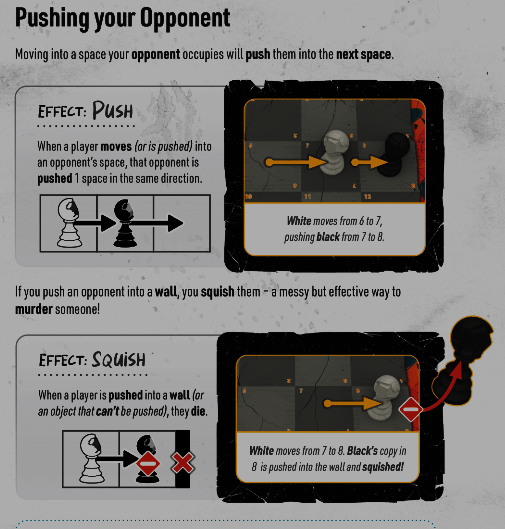 Pushing your Opponent
Moving into a space your opponent occupies will push them into the next space.
EFFECT: PUSH
When a player moves (or is pushed) into
an opponent's space, that opponent is
pushed 1 space in the same direction.
White moves from 6 to 7,
pushing black from 7 to 8.
If you push an opponent into a wall, you squish them – a messy but effective way to
murder someone!
EFFECT: SQUISH
When a player is pushed into a wall (or
an object that can't be pushed), they die.
White moves from 7 to 8. Black's copy in
8 is pushed into the wall and squished!